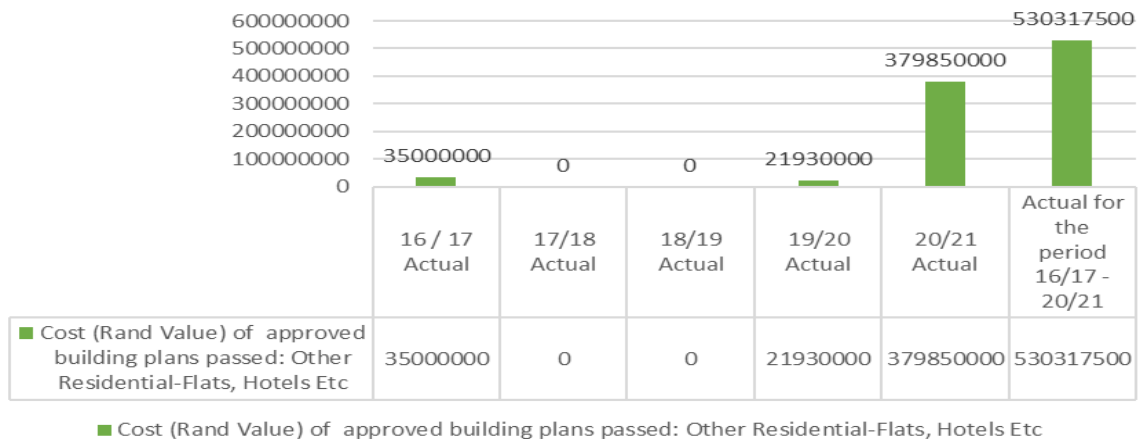 600000000
500000000
400000000
300000000
200000000
100000000
0
35000000
0
0
21930000
379850000
530317500
16 / 17
Actual
17/18
Actual
18/19
Actual
19/20
Actual
20/21
Actual
Actual for
the
period
16/17 -
20/21
Cost (Rand Value) of approved
building plans passed: Other
Residential-Flats, Hotels Etc
35000000 0 0 21930000 379850000 530317500
Cost (Rand Value) of approved building plans passed: Other Residential-Flats, Hotels Etc